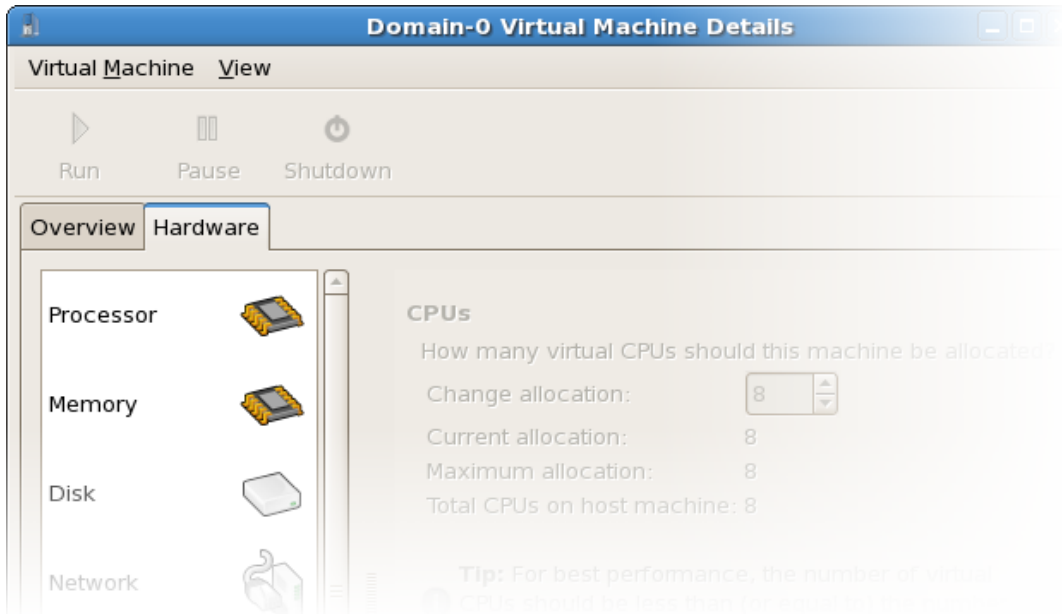 Domain-0 Virtual Machine Details
Virtual Machine View
Run Pause Shutdown
Overview Hardware
Processor
Memory
Disk
Network
CPUs
How many virtual CPUs should this machine be allocated?
Change allocation: 8
Current allocation: 8
Maximum allocation: 8
Total CPUs on host machine: 8
Tip: For best performance, the number of virtual
CPUs should be less than (or equal to) the